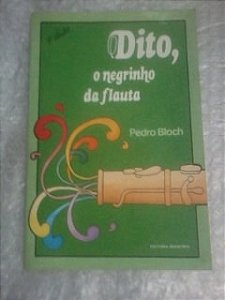 Dito,
o negrinho
da flauta
Pedro Bloch